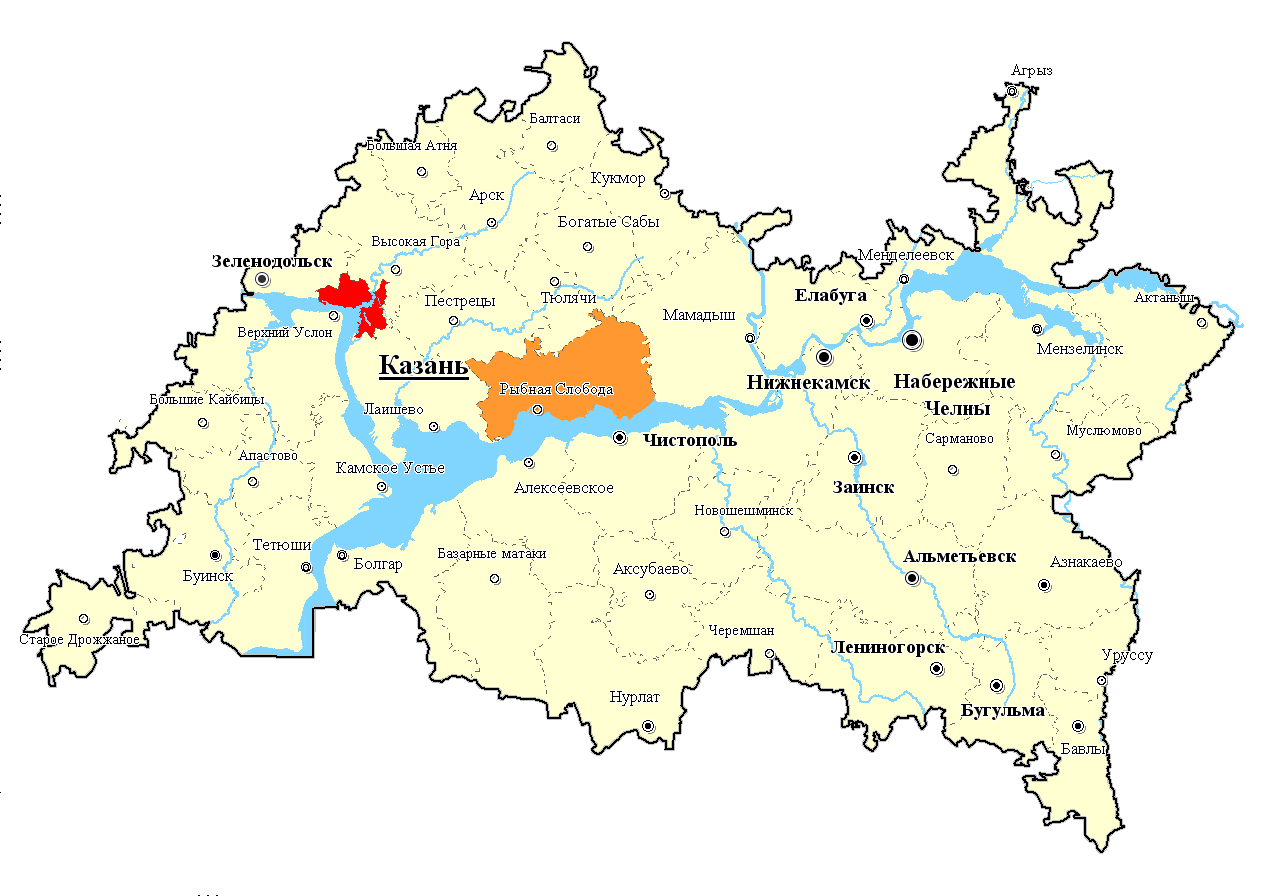 Агрыз
Балтаси
Большая Атня
Кукмор
Арск
Богатые Сабы
Высокая Гора
Менделеевск
Зеленодольск
Тюлячи
Елабуга
Актаныш
Пестрецы
Мамадыш
Верхний Услон
Мензелинск
Казань
Нижнекамск
Набережные
Челны
Рыбная Слобода
Большие Кайбицы
Лаишево
Муслюмово
Чистополь
Сарманово
Апастово
Камское Устье
Алексеевское
Заинск
Новошешминск
Тетюши
Базарные матаки
Альметьевск
Болгар
Азнакаево
Аксубаево
Буинск
Черемшан
Старое Дрожжаное
Лениногорск
Уруссу
Нурлат
Бугульма
Бавлы